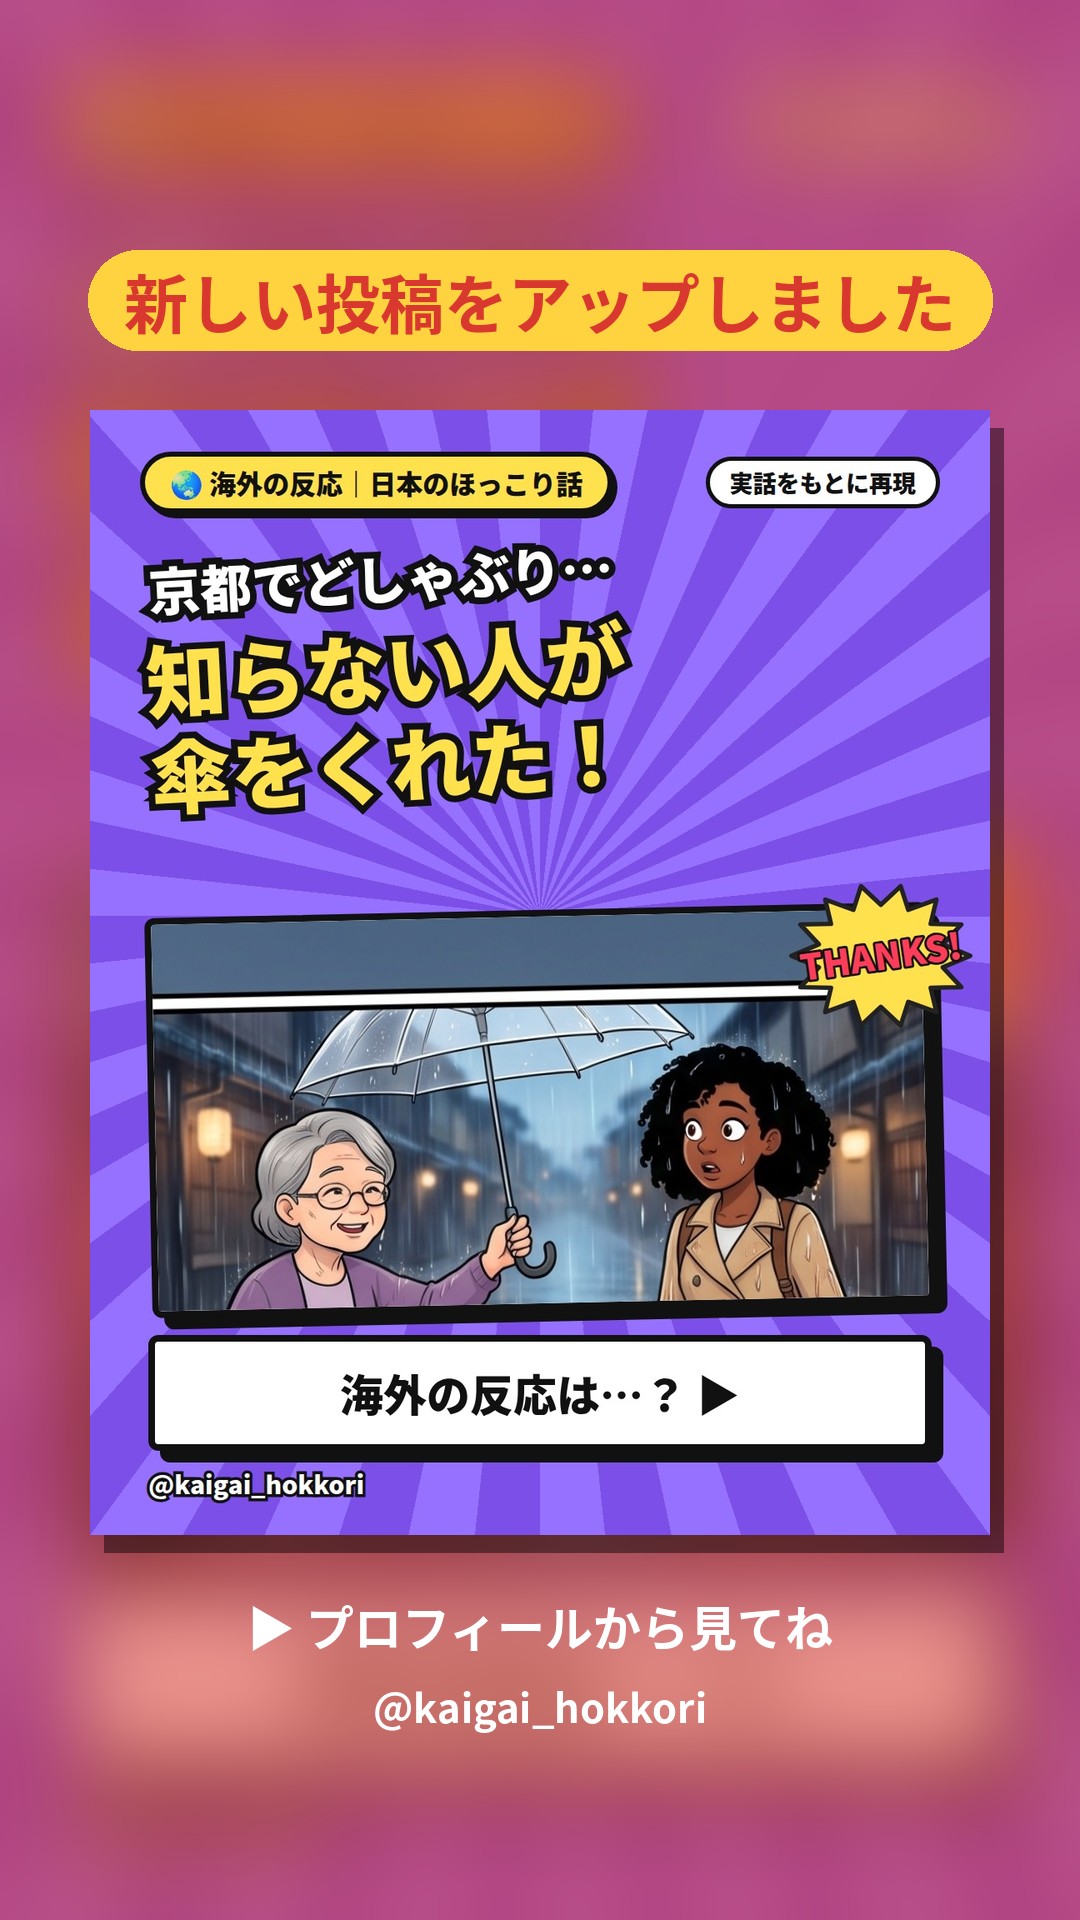 新しい投稿をアップしました
🌏 海外の反応｜日本のほっこり話
実話をもとに再現
京都でどしゃぶり…
知らない人が
傘をくれた！
THANKS!
海外の反応は…？ ▶
@kaigai_hokkori
▶ プロフィールから見てね
@kaigai_hokkori